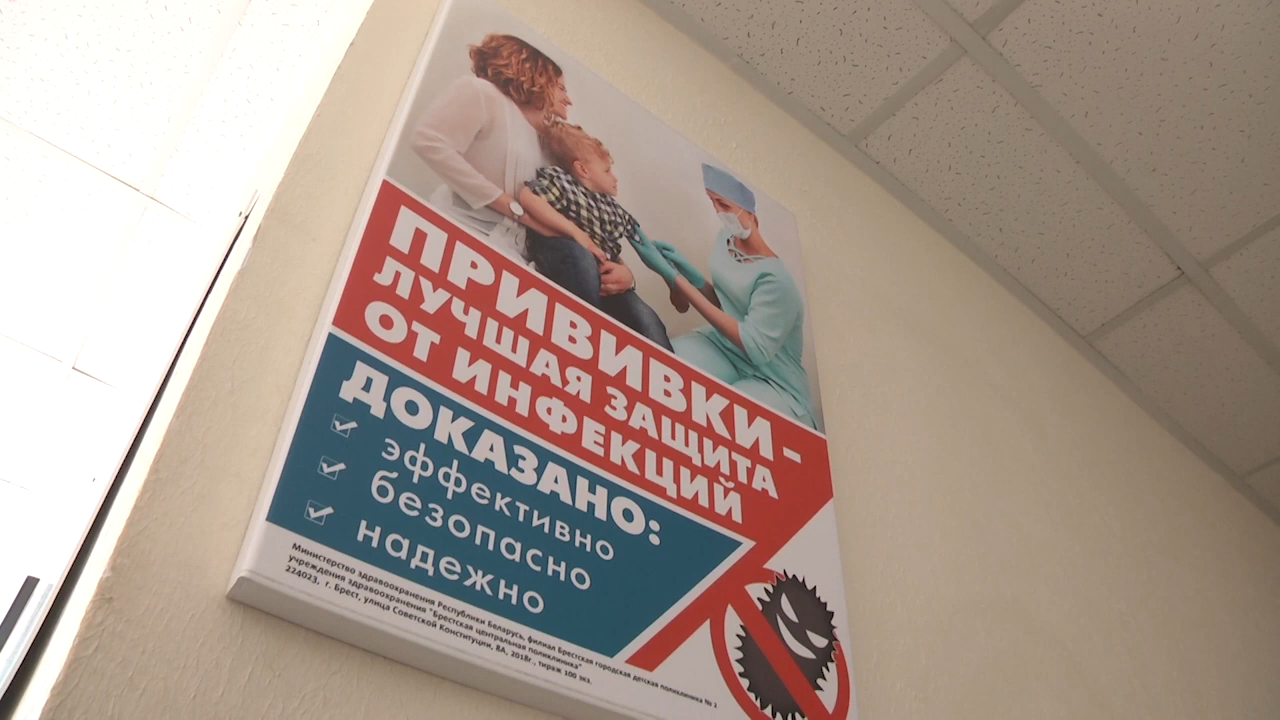 ПРИВИВКИ -
ЛУЧШАЯ ЗАЩИТА
ОТ ИНФЕКЦИЙ
ДОКАЗАНО:
эффективно
безопасно
надежно
Министерство здравоохранения Республики Беларусь, филиал Брестская городская детская поликлиника № 2
учреждения здравоохранения "Брестская центральная поликлиника"
224023, г. Брест, улица Советской Конституции, 8А, 2018г., тираж 100 экз.